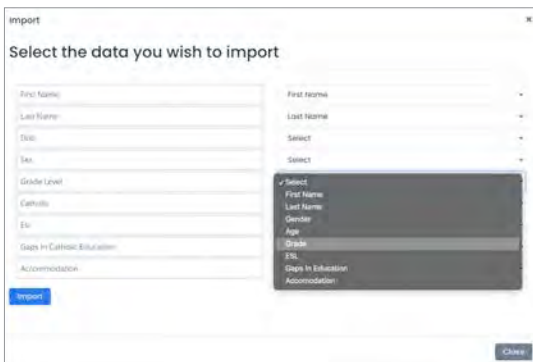 Import
×
Select the data you wish to import
First Name First Name
Last Name Last Name
Dob Select
Sex Select
Grade Level ✓ Select
First Name
Catholic Last Name
Gender
Esl Age
Grade
Gaps In Catholic Education ESL
Gaps In Education
Accommodation Accomodation
Import
Close